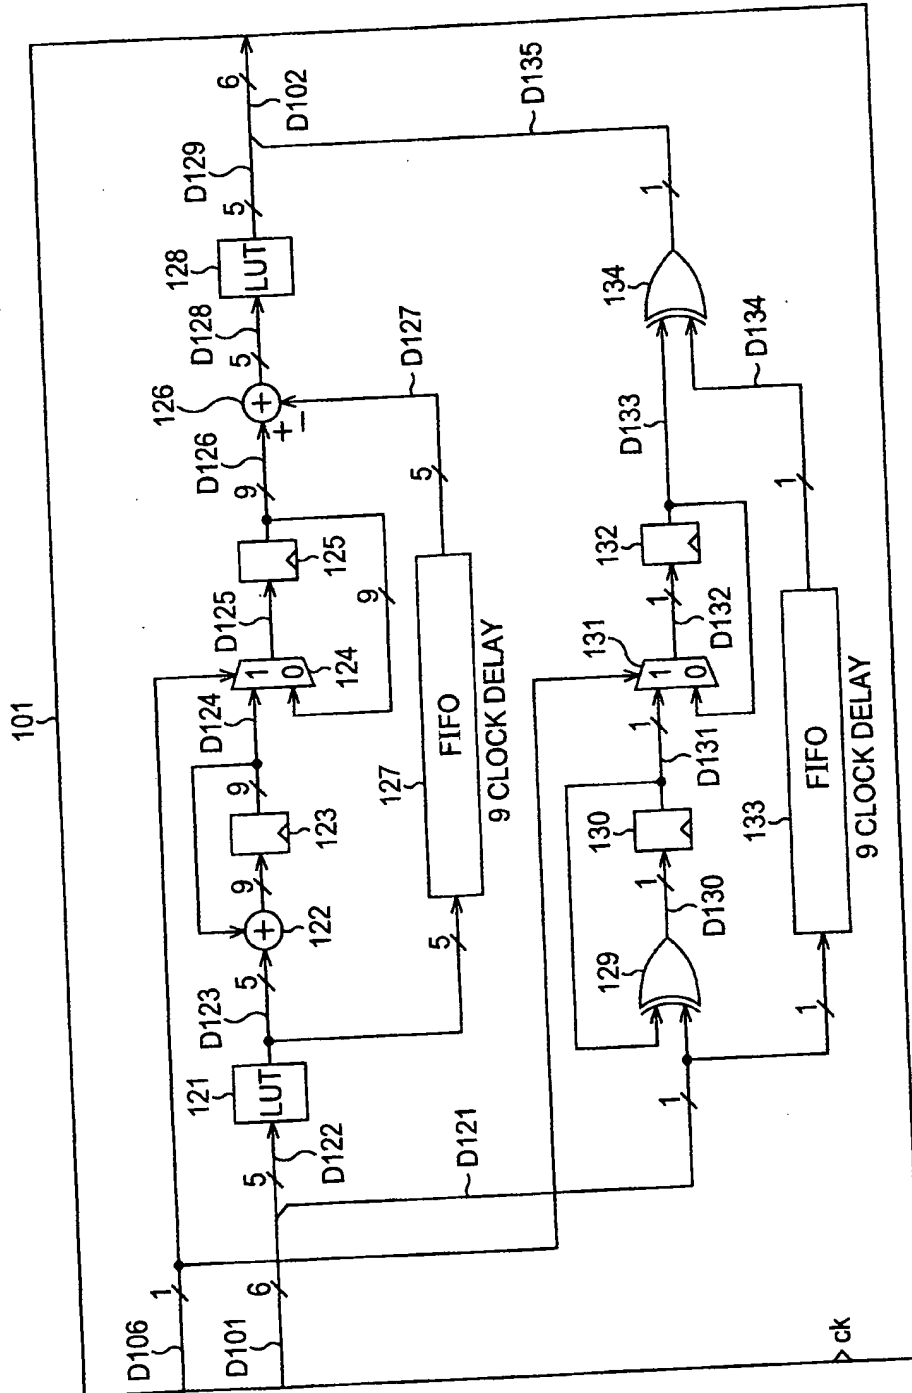 101
D106
1
D101
6
5
D122
121
LUT
D123
5
122
+
9
123
9
D124
1
0
124
D125
125
9
9
D126
126
+
+
−
D128
5
128
LUT
5
D129
6
D102
5
127
FIFO
9 CLOCK DELAY
5
D127
D121
1
129
D130
1
130
1
D131
131
1
0
1
D132
132
D133
134
1
D135
1
133
FIFO
9 CLOCK DELAY
1
D134
ck